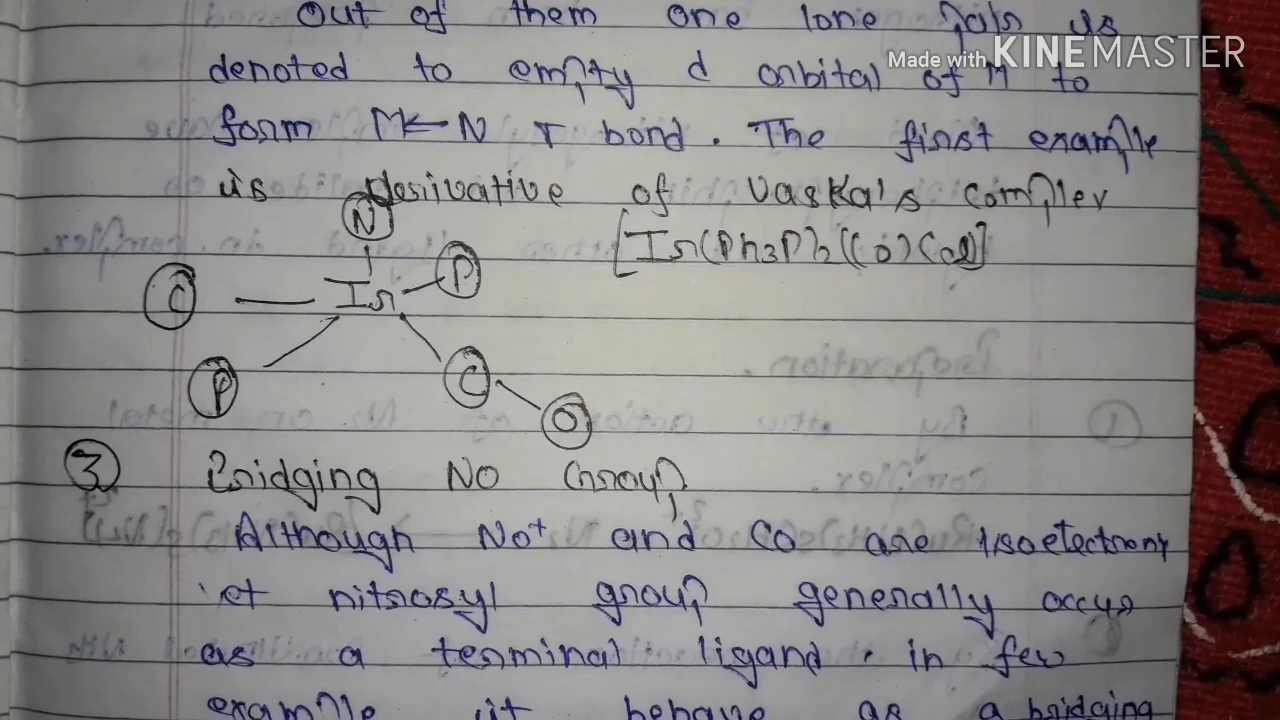 Out of them one lone pair is
Made with KINEMASTER
denoted to empty d orbital of M to
form M←N σ bond. The first example
is desiivative of vaska's complex
[Ir(Ph3P)2(CO)(Cl)]
N
C — Ir — P
P C
O
③ Bridging NO Group
Although No+ and CO are isoelectronic
yet nitrosyl group generally occurs
as a terminal ligand. in few
example it behave as a bridging